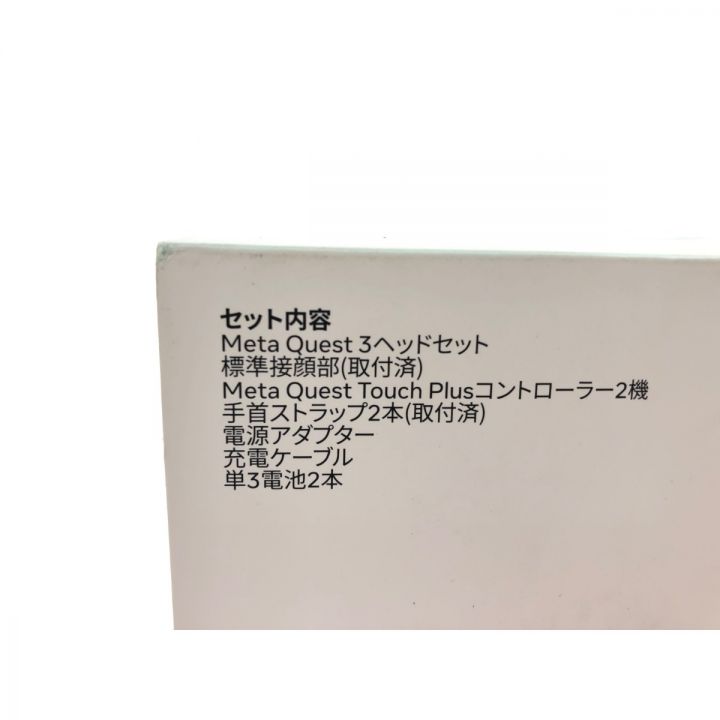 セット内容
Meta Quest 3ヘッドセット
標準接顔部(取付済)
Meta Quest Touch Plusコントローラー2機
手首ストラップ2本(取付済)
電源アダプター
充電ケーブル
単3電池2本